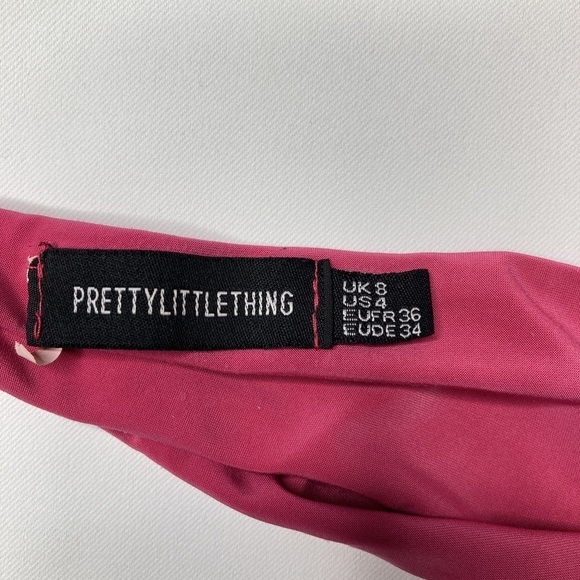 PRETTYLITTLETHING
UK 8
US 4
EUFR 36
EUDE 34